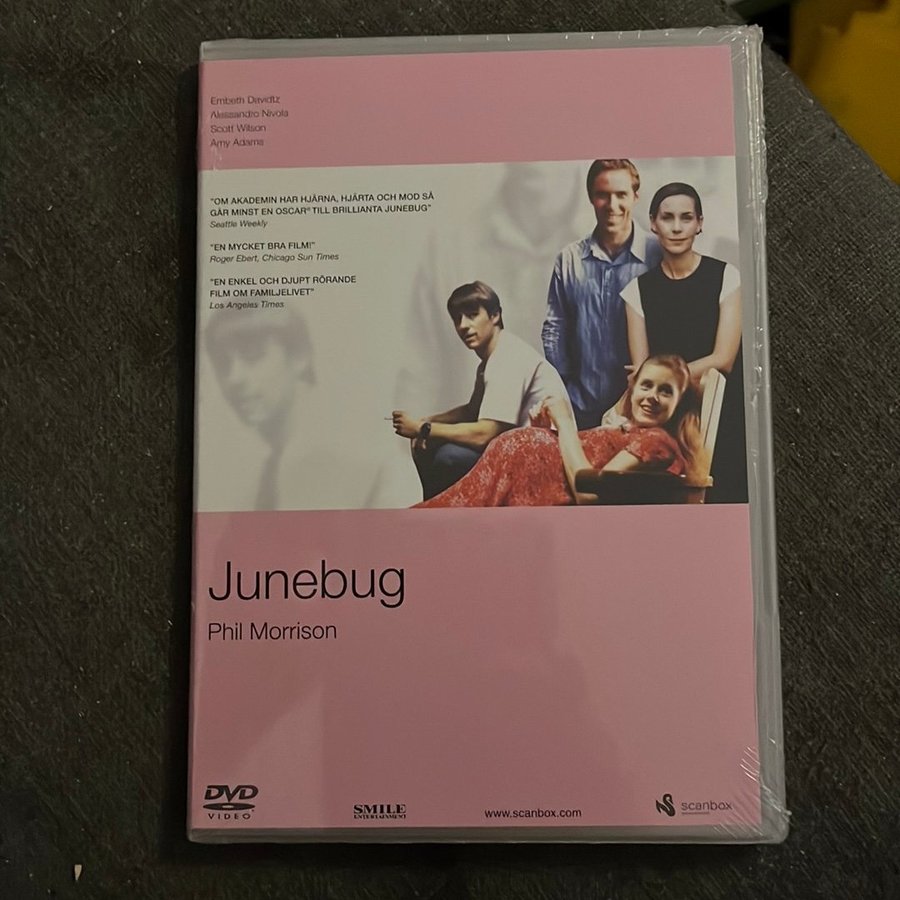 Embeth Davidtz
Alessandro Nivola
Scott Wilson
Amy Adams
"OM AKADEMIN HAR HJÄRNA, HJÄRTA OCH MOD SÅ
GÅR MINST EN OSCAR® TILL BRILLIANTA JUNEBUG"
Seattle Weekly
"EN MYCKET BRA FILM!"
Roger Ebert, Chicago Sun Times
"EN ENKEL OCH DJUPT RÖRANDE
FILM OM FAMILJELIVET"
Los Angeles Times
Junebug
Phil Morrison
DVD
VIDEO
SMILE
ENTERTAINMENT
www.scanbox.com
scanbox